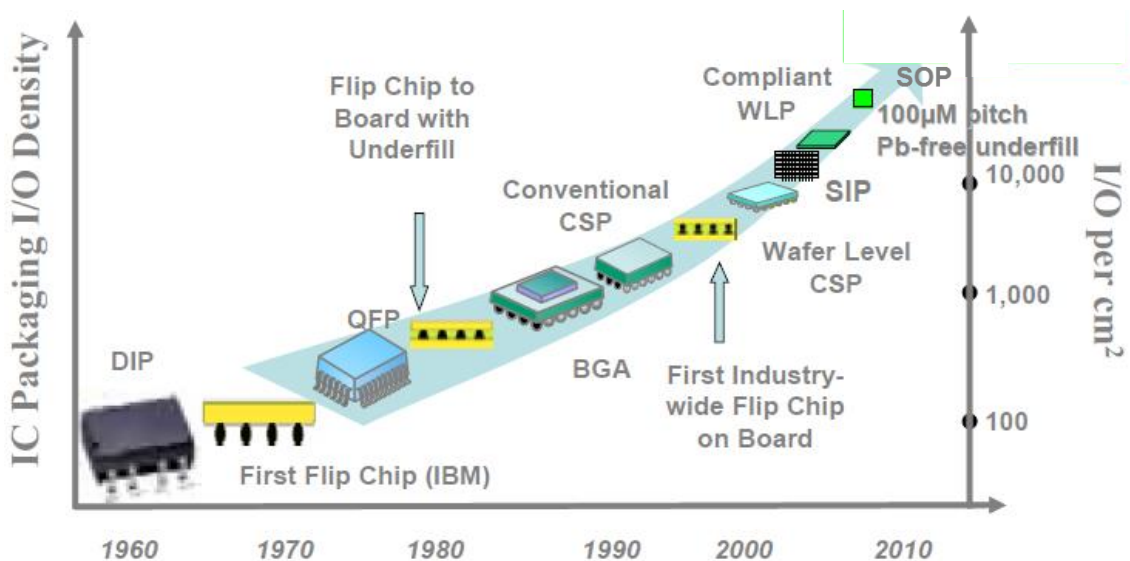 IC Packaging I/O Density
Flip Chip to
Board with
Underfill
Compliant
WLP
SOP
100µM pitch
Pb-free underfill
Conventional
CSP
SIP
Wafer Level
CSP
QFP
DIP
BGA
First Industry-
wide Flip Chip
on Board
First Flip Chip (IBM)
10,000
1,000
100
I/O per cm²
1960
1970
1980
1990
2000
2010